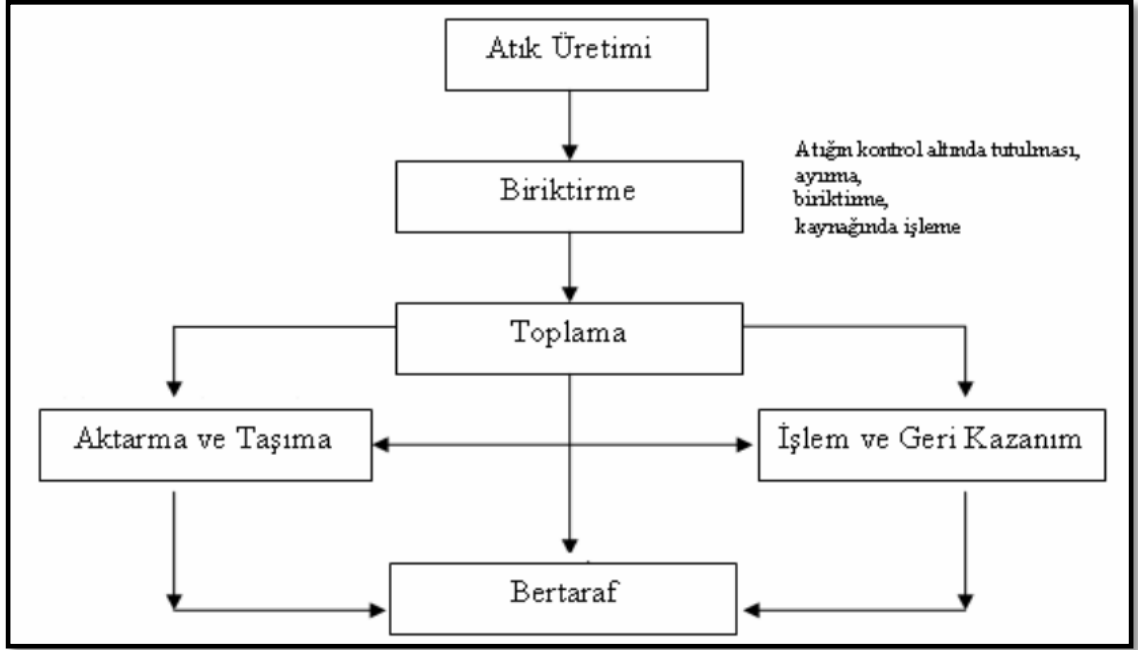 Atık Üretimi
Biriktirme
Atığın kontrol altında tutulması,
ayırma,
biriktirme,
kaynağında işleme
Toplama
Aktarma ve Taşıma
İşlem ve Geri Kazanım
Bertaraf